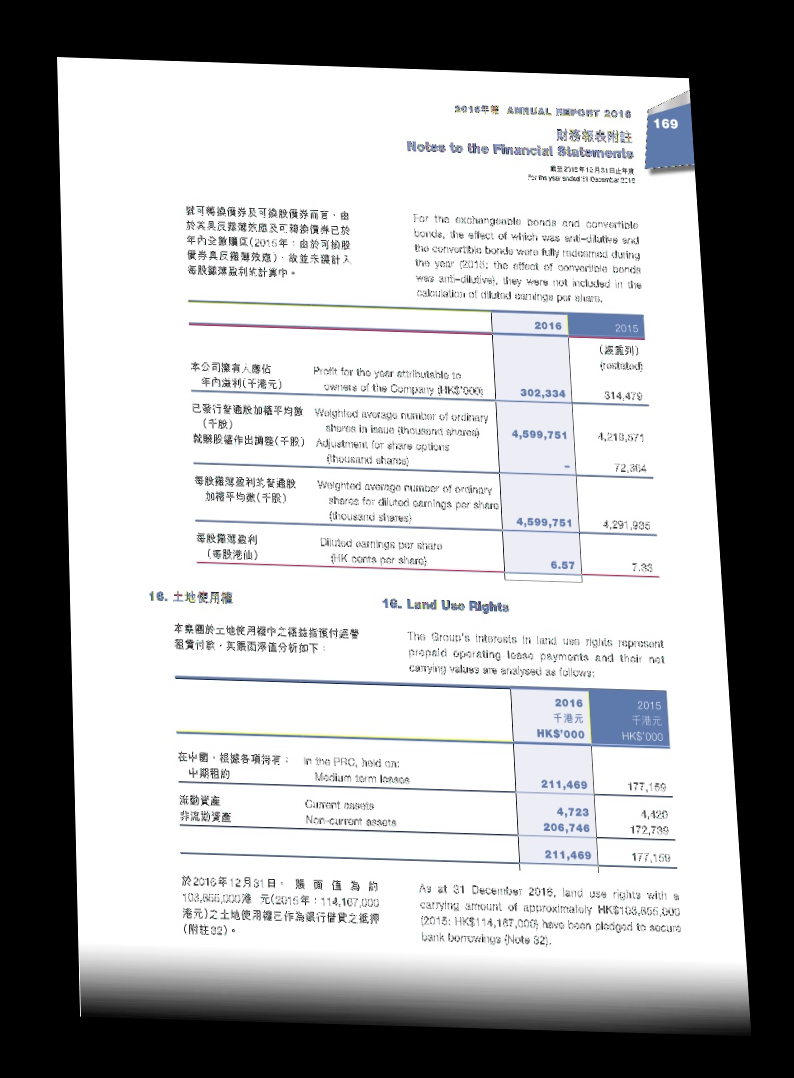 2016年報 ANNUAL REPORT 2016
169
財務報表附註
Notes to the Financial Statements
截至2016年12月31日止年度
For the year ended 31 December 2016
就可轉換債券及可換股債券而言，由
於其具反攤薄效應及可轉換債券已於
年內全數贖回(2015年：由於可換股
債券具反攤薄效應)，故並未獲計入
每股攤薄盈利的計算中。
For the exchangeable bonds and convertible
bonds, the effect of which was anti-dilutive and
the convertible bonds were fully redeemed during
the year (2015: the effect of convertible bonds
was anti-dilutive), they were not included in the
calculation of diluted earnings per share.
2016 2015
(經重列)
(restated)
本公司擁有人應佔 Profit for the year attributable to
年內溢利(千港元) owners of the Company (HK$'000) 302,334 314,479
已發行普通股加權平均數 Weighted average number of ordinary
(千股) shares in issue (thousand shares) 4,599,751 4,219,571
就購股權作出調整(千股) Adjustment for share options
(thousand shares) – 72,364
每股攤薄盈利的普通股 Weighted average number of ordinary
加權平均數(千股) shares for diluted earnings per share
(thousand shares) 4,599,751 4,291,935
每股攤薄盈利 Diluted earnings per share
(每股港仙) (HK cents per share) 6.57 7.33
16. 土地使用權
16. Land Use Rights
本集團於土地使用權中之權益指預付經營
租賃付款，其賬面淨值分析如下：
The Group's interests in land use rights represent
prepaid operating lease payments and their net
carrying values are analysed as follows:
2016 2015
千港元 千港元
HK$'000 HK$'000
在中國，根據各項持有： In the PRC, held on:
中期租約 Medium term leases 211,469 177,159
流動資產 Current assets 4,723 4,420
非流動資產 Non-current assets 206,746 172,739
211,469 177,159
於2016年12月31日，賬面值為約
103,655,000港元(2015年：114,167,000
港元)之土地使用權已作為銀行借貸之抵押
(附註32)。
As at 31 December 2016, land use rights with a
carrying amount of approximately HK$103,655,000
(2015: HK$114,167,000) have been pledged to secure
bank borrowings (Note 32).